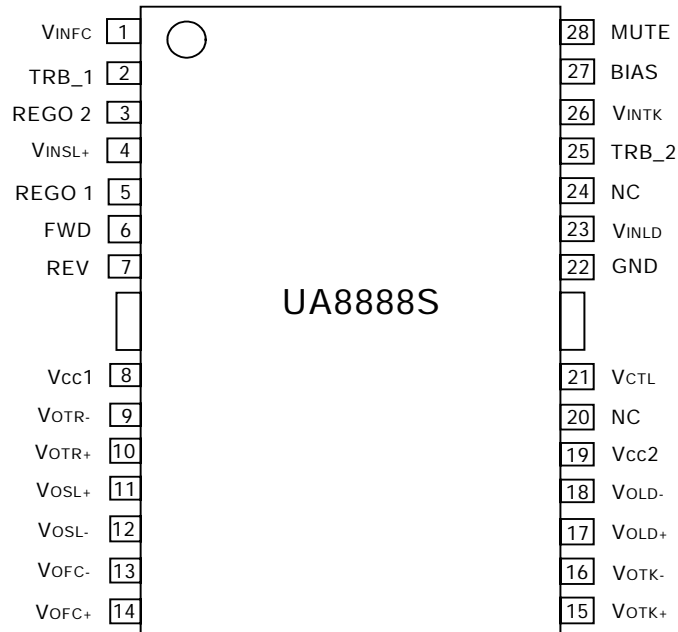 VINFC 1
TRB_1 2
REGO 2 3
VINSL+ 4
REGO 1 5
FWD 6
REV 7
Vcc1 8
VOTR- 9
VOTR+ 10
VOSL+ 11
VOSL- 12
VOFC- 13
VOFC+ 14
UA8888S
28 MUTE
27 BIAS
26 VINTK
25 TRB_2
24 NC
23 VINLD
22 GND
21 VCTL
20 NC
19 Vcc2
18 VOLD-
17 VOLD+
16 VOTK-
15 VOTK+